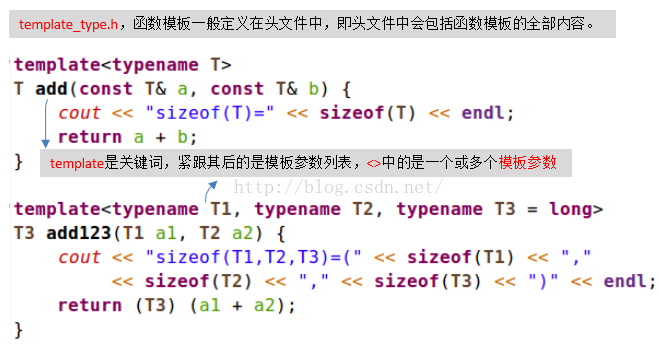 template_type.h，函数模板一般定义在头文件中，即头文件中会包括函数模板的全部内容。
template<typename T>
T add(const T& a, const T& b) {
    cout << "sizeof(T)=" << sizeof(T) << endl;
    return a + b;
}
template是关键词，紧跟其后的是模板参数列表，<>中的是一个或多个模板参数
http://blog.csdn.net/
template<typename T1, typename T2, typename T3 = long>
T3 add123(T1 a1, T2 a2) {
    cout << "sizeof(T1,T2,T3)=(" << sizeof(T1) << ","
         << sizeof(T2) << "," << sizeof(T3) << ")" << endl;
    return (T3) (a1 + a2);
}